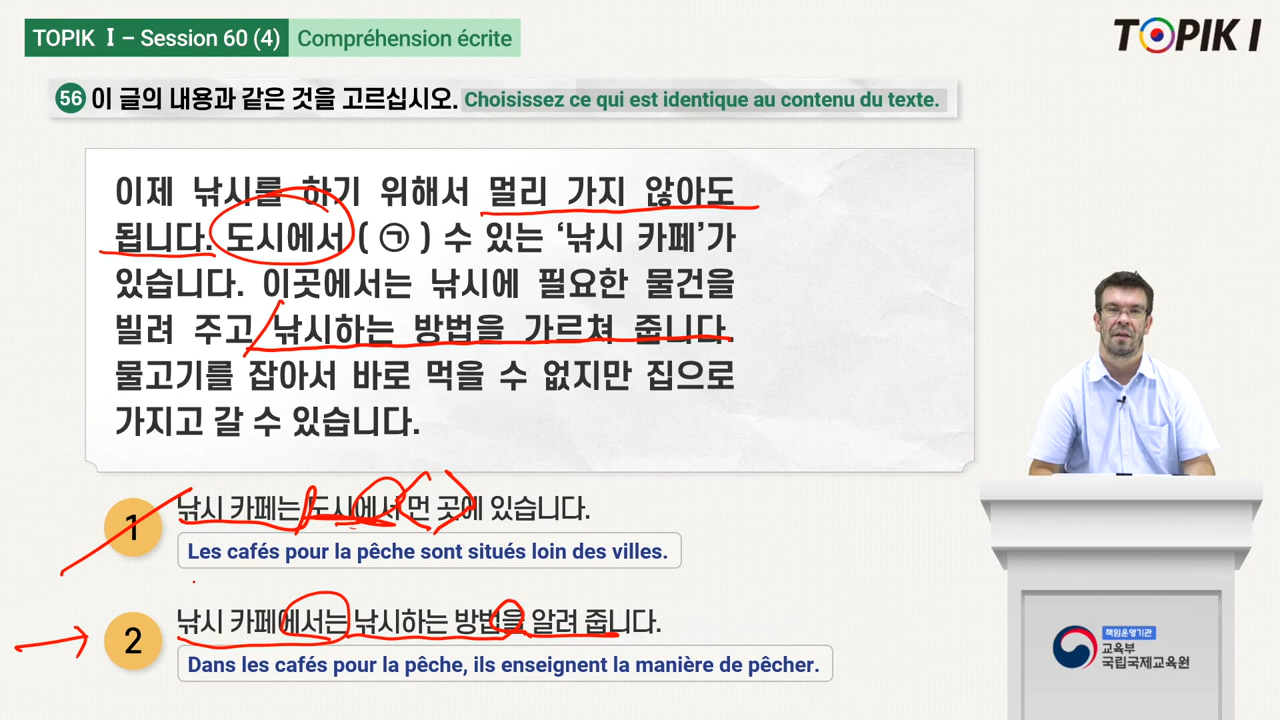 TOPIK Ⅰ – Session 60 (4) Compréhension écrite
TOPIK I
56 이 글의 내용과 같은 것을 고르십시오. Choisissez ce qui est identique au contenu du texte.
이제 낚시를 하기 위해서 멀리 가지 않아도
됩니다. 도시에서 ( ㉠ ) 수 있는 ‘낚시 카페’가
있습니다. 이곳에서는 낚시에 필요한 물건을
빌려 주고 낚시하는 방법을 가르쳐 줍니다.
물고기를 잡아서 바로 먹을 수 없지만 집으로
가지고 갈 수 있습니다.
1 낚시 카페는 도시에서 먼 곳에 있습니다.
Les cafés pour la pêche sont situés loin des villes.
2 낚시 카페에서는 낚시하는 방법을 알려 줍니다.
Dans les cafés pour la pêche, ils enseignent la manière de pêcher.
책임운영기관
교육부
국립국제교육원